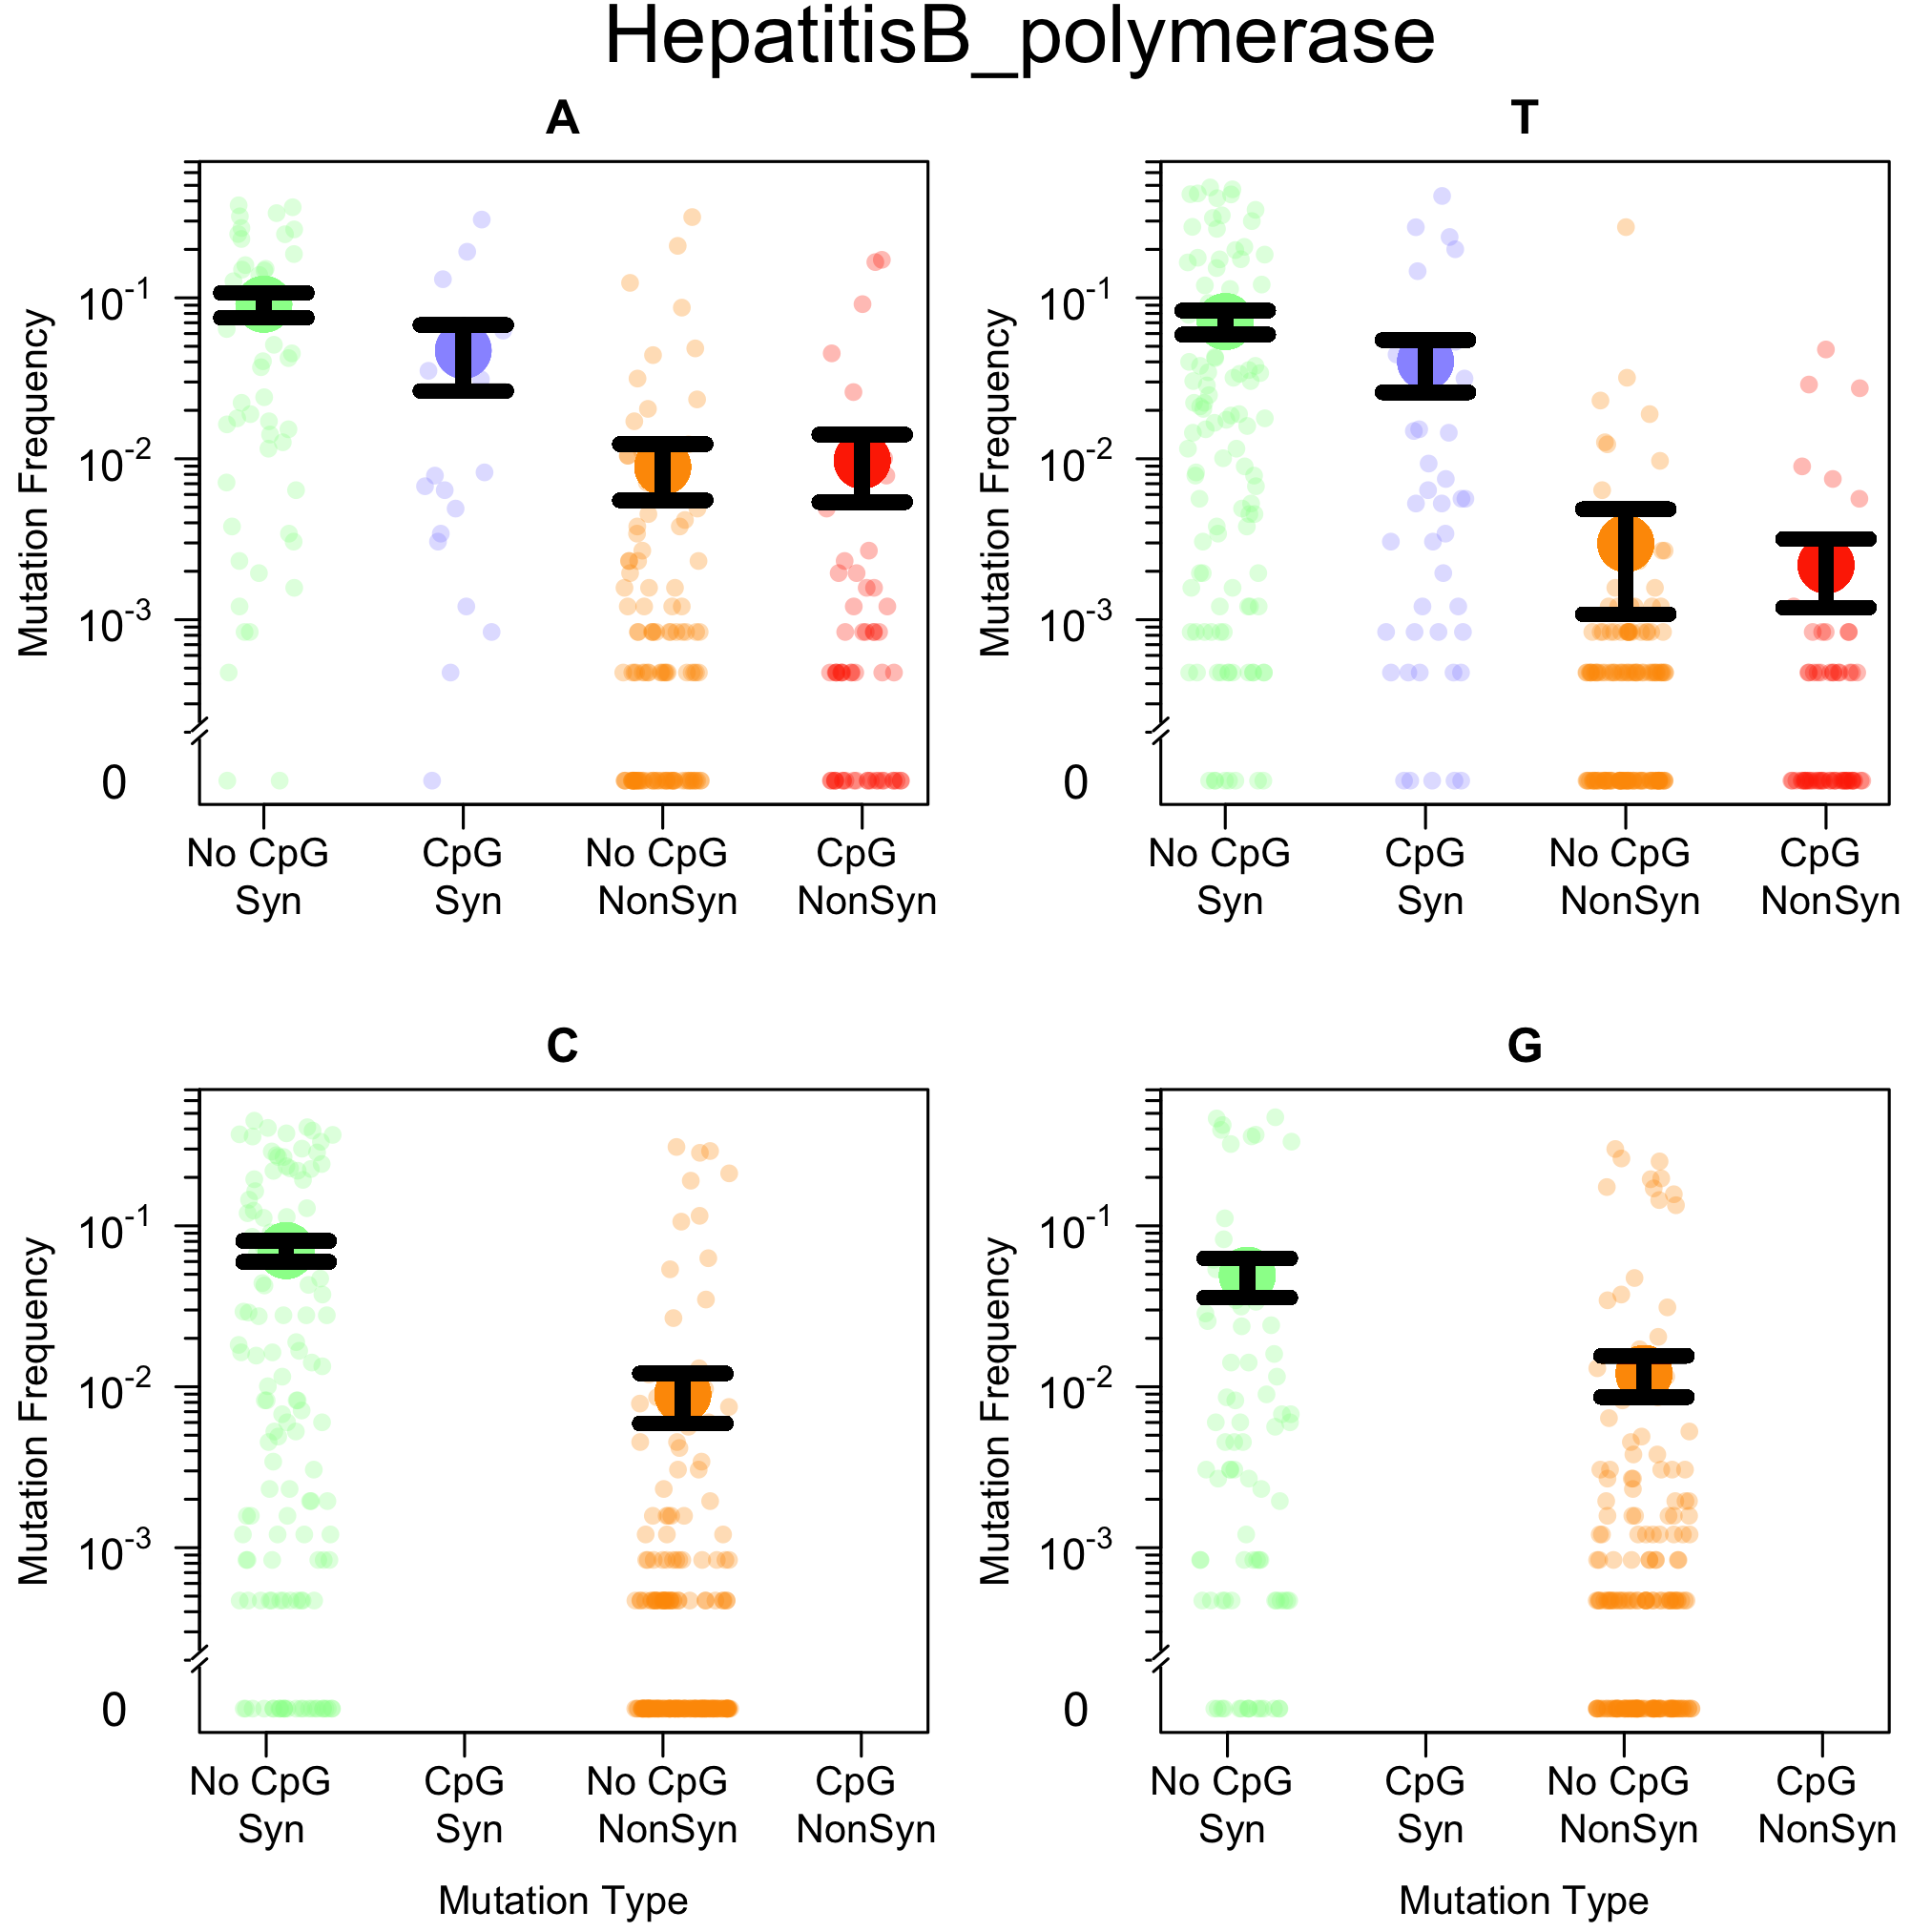 HepatitisB_polymerase
A
Mutation Frequency
10-1
10-2
10-3
0
No CpG Syn
CpG Syn
No CpG NonSyn
CpG NonSyn
T
Mutation Frequency
10-1
10-2
10-3
0
No CpG Syn
CpG Syn
No CpG NonSyn
CpG NonSyn
C
Mutation Frequency
10-1
10-2
10-3
0
No CpG Syn
CpG Syn
No CpG NonSyn
CpG NonSyn
Mutation Type
G
Mutation Frequency
10-1
10-2
10-3
0
No CpG Syn
CpG Syn
No CpG NonSyn
CpG NonSyn
Mutation Type